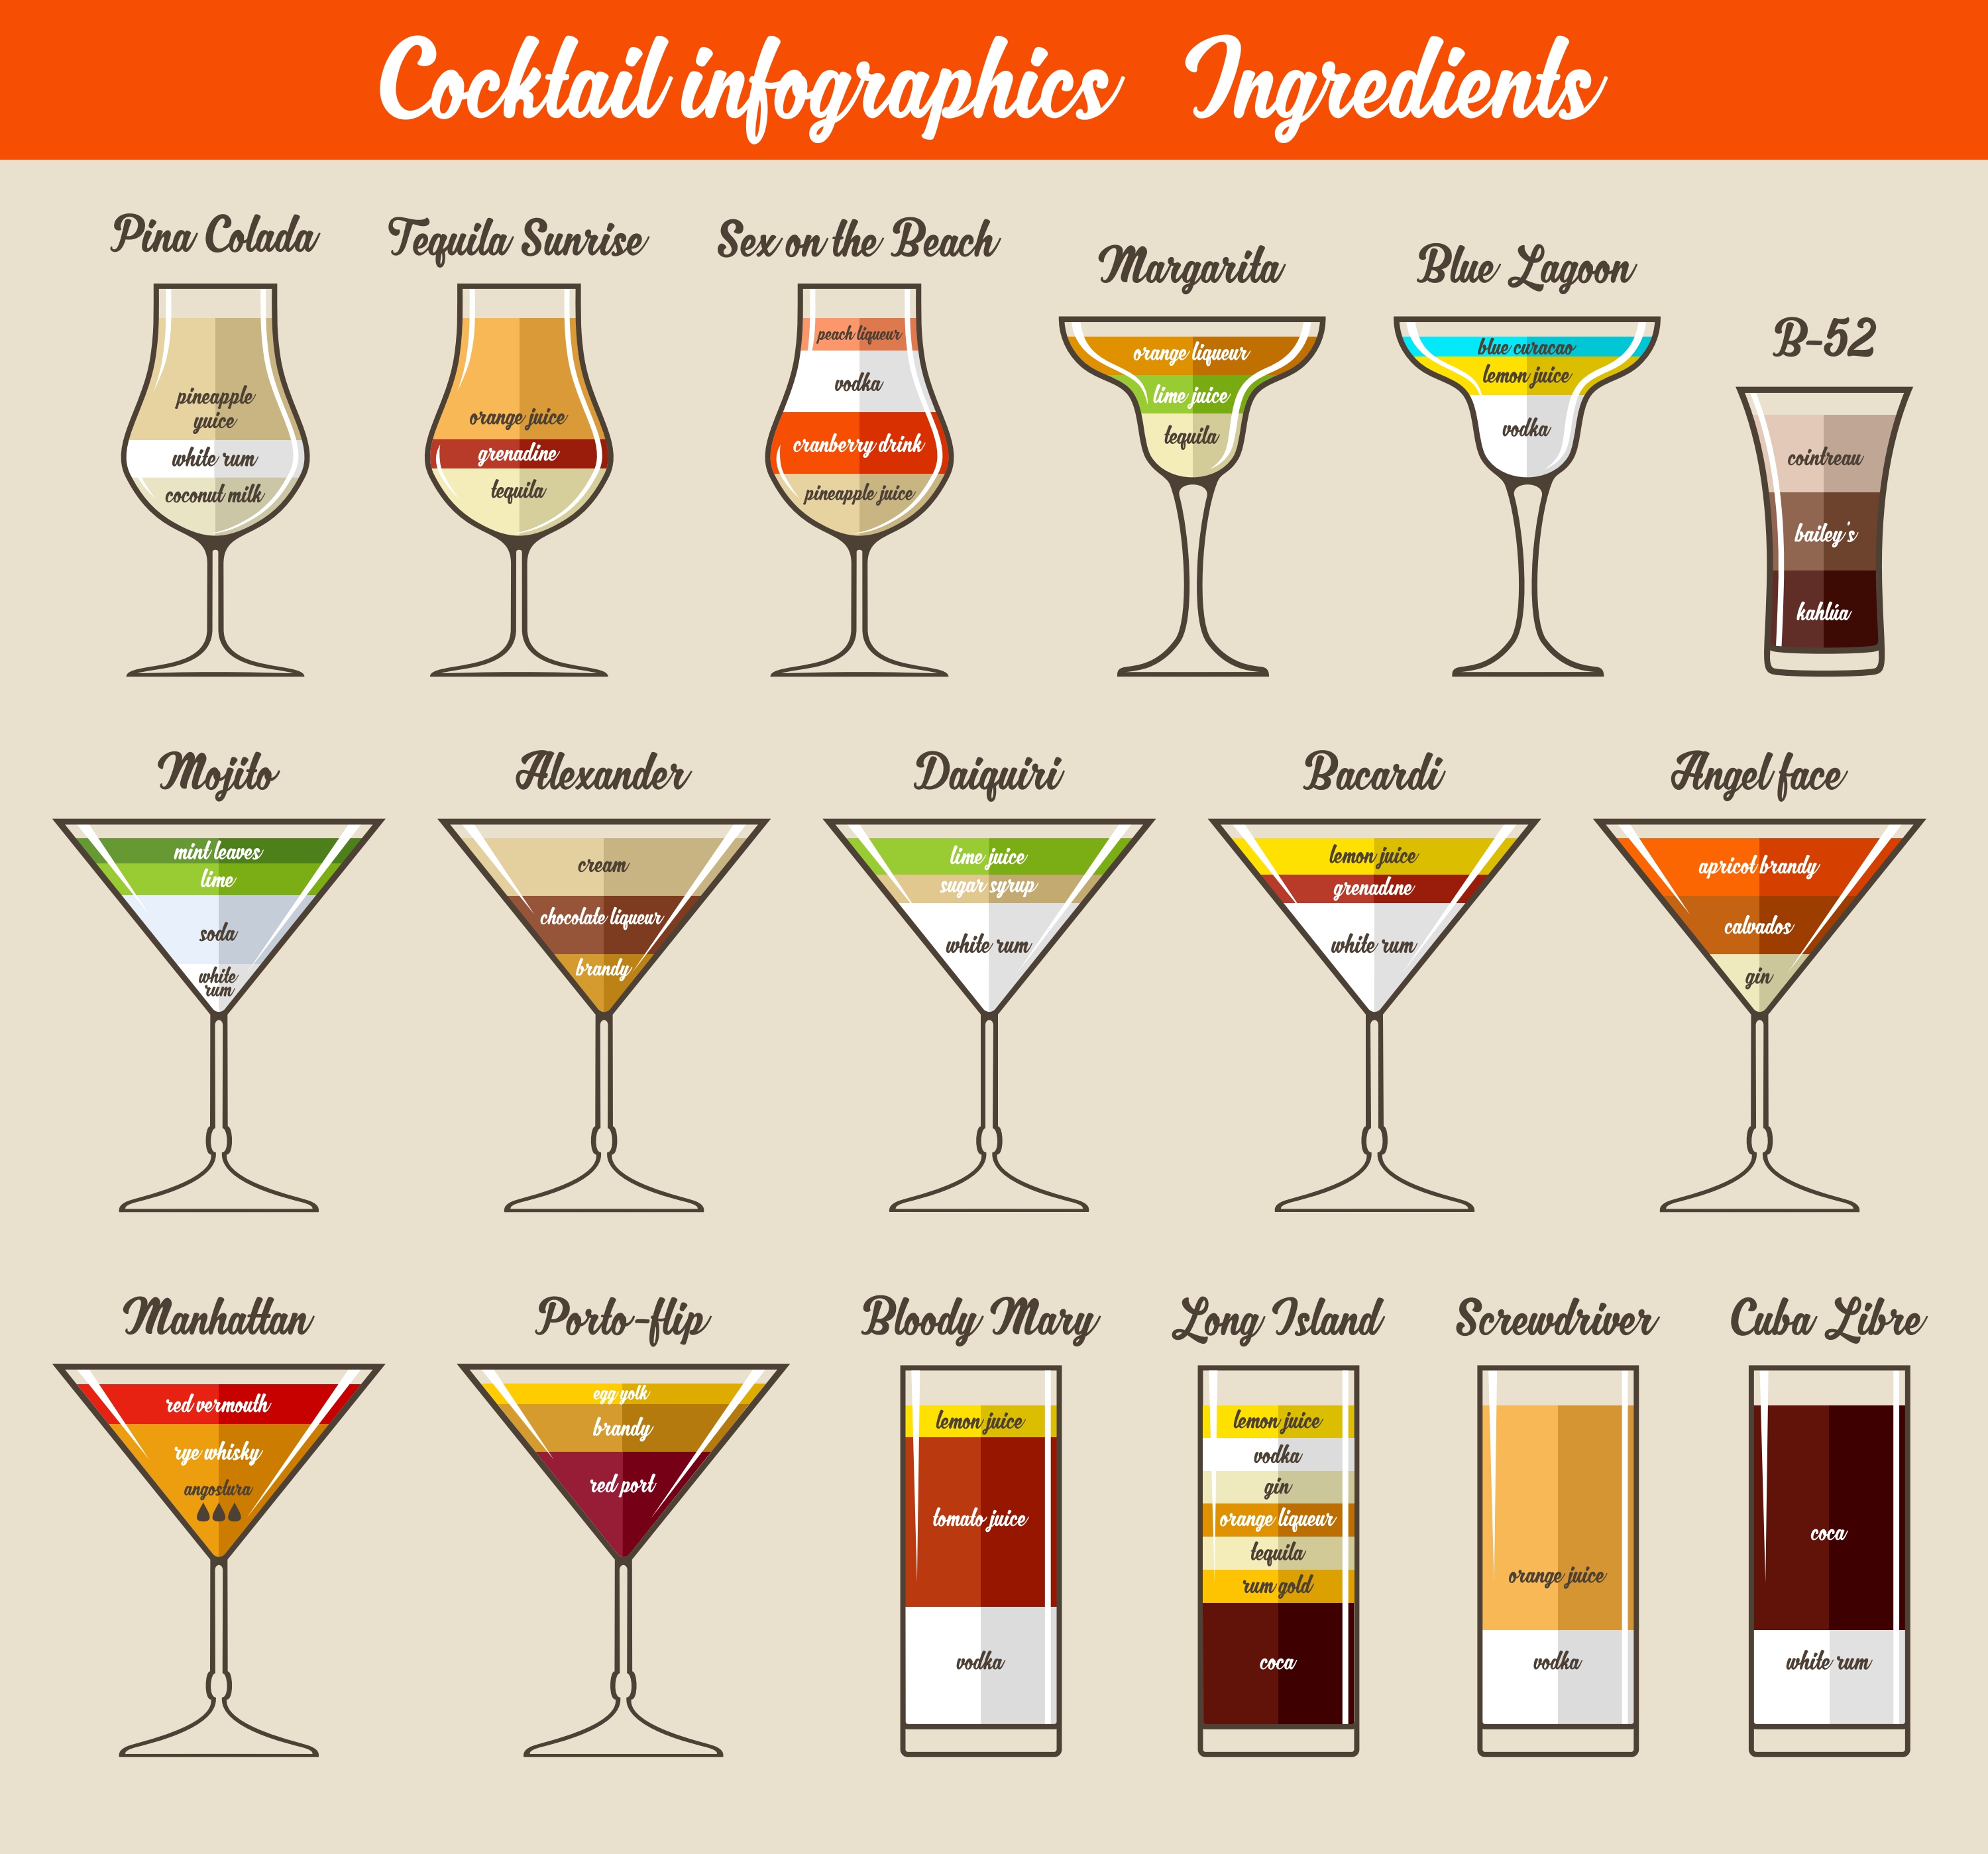 Cocktail infographics Ingredients
Pina Colada
pineapple
yuice
white rum
coconut milk
Tequila Sunrise
orange juice
grenadine
tequila
Sex on the Beach
peach liqueur
vodka
cranberry drink
pineapple juice
Margarita
orange liqueur
lime juice
tequila
Blue Lagoon
blue curacao
lemon juice
vodka
B-52
cointreau
bailey's
kahlúa
Mojito
mint leaves
lime
soda
white
rum
Alexander
cream
chocolate liqueur
brandy
Daiquiri
lime juice
sugar syrup
white rum
Bacardi
lemon juice
grenadine
white rum
Angel face
apricot brandy
calvados
gin
Manhattan
red vermouth
rye whisky
angostura
Porto-flip
egg yolk
brandy
red port
Bloody Mary
lemon juice
tomato juice
vodka
Long Island
lemon juice
vodka
gin
orange liqueur
tequila
rum gold
coca
Screwdriver
orange juice
vodka
Cuba Libre
coca
white rum